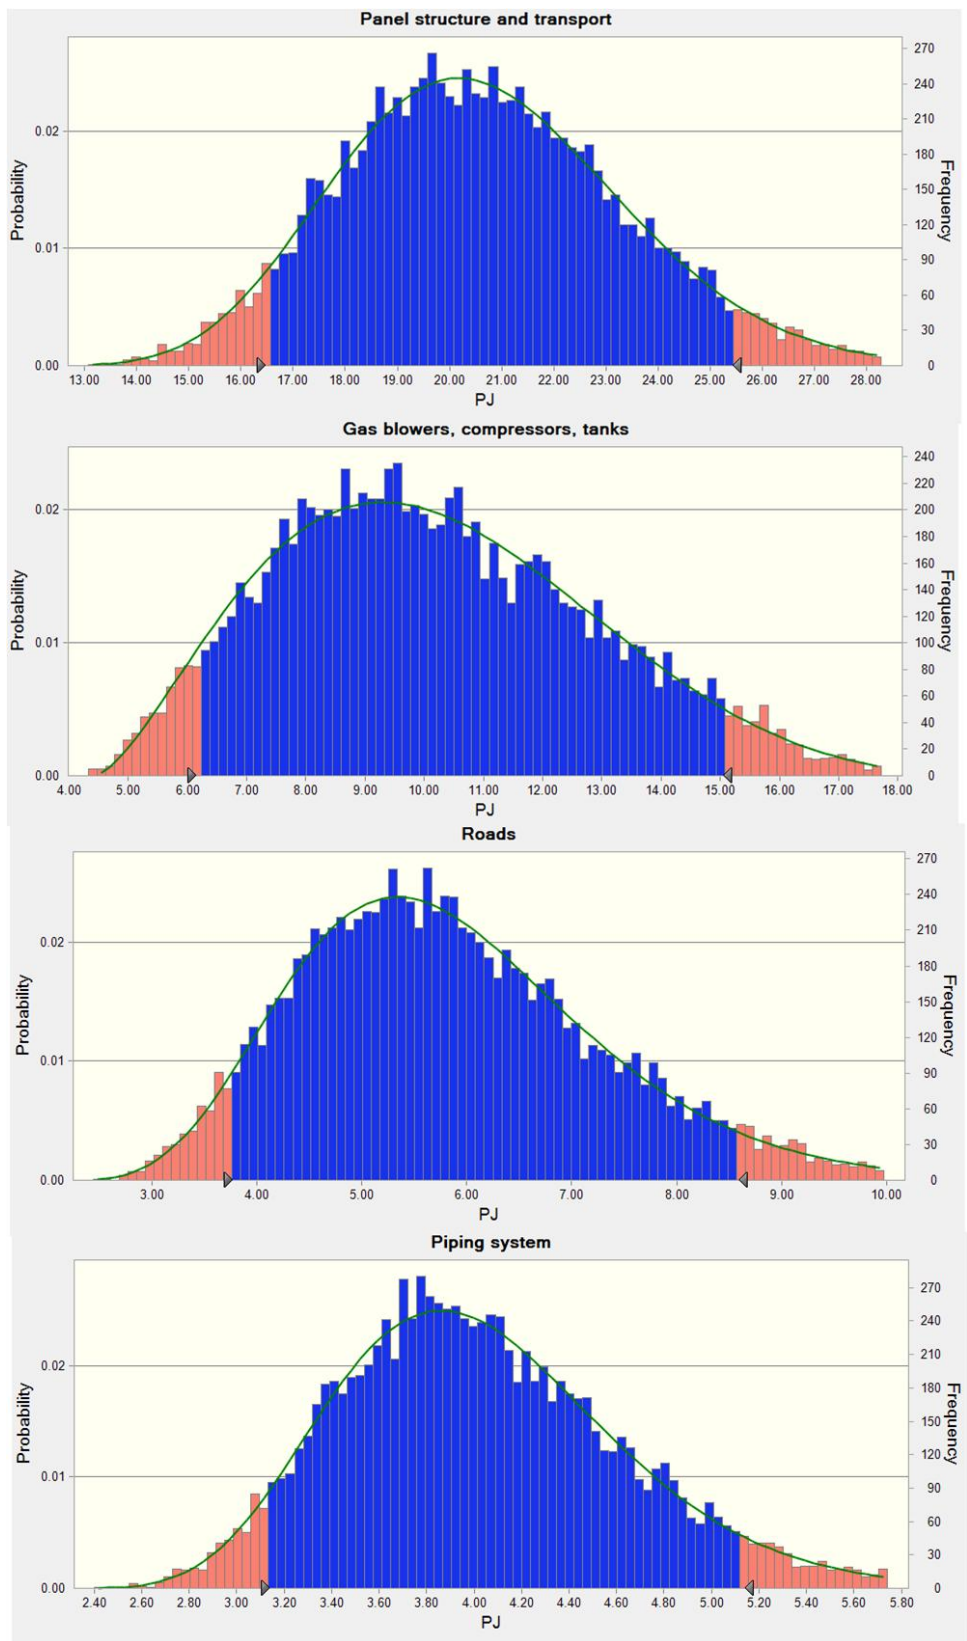 Panel structure and transport
270
240
0.02
210
180
150
0.01
120
90
60
30
0.00
0
Probability
Frequency
13.00 14.00 15.00 16.00 17.00 18.00 19.00 20.00 21.00 22.00 23.00 24.00 25.00 26.00 27.00 28.00
PJ
Gas blowers, compressors, tanks
240
220
0.02
200
180
160
140
120
0.01
100
80
60
40
20
0.00
0
Probability
Frequency
4.00 5.00 6.00 7.00 8.00 9.00 10.00 11.00 12.00 13.00 14.00 15.00 16.00 17.00 18.00
PJ
Roads
270
240
0.02
210
180
150
120
0.01
90
60
30
0.00
0
Probability
Frequency
3.00 4.00 5.00 6.00 7.00 8.00 9.00 10.00
PJ
Piping system
270
240
210
0.02
180
150
120
0.01
90
60
30
0.00
0
Probability
Frequency
2.40 2.60 2.80 3.00 3.20 3.40 3.60 3.80 4.00 4.20 4.40 4.60 4.80 5.00 5.20 5.40 5.60 5.80
PJ